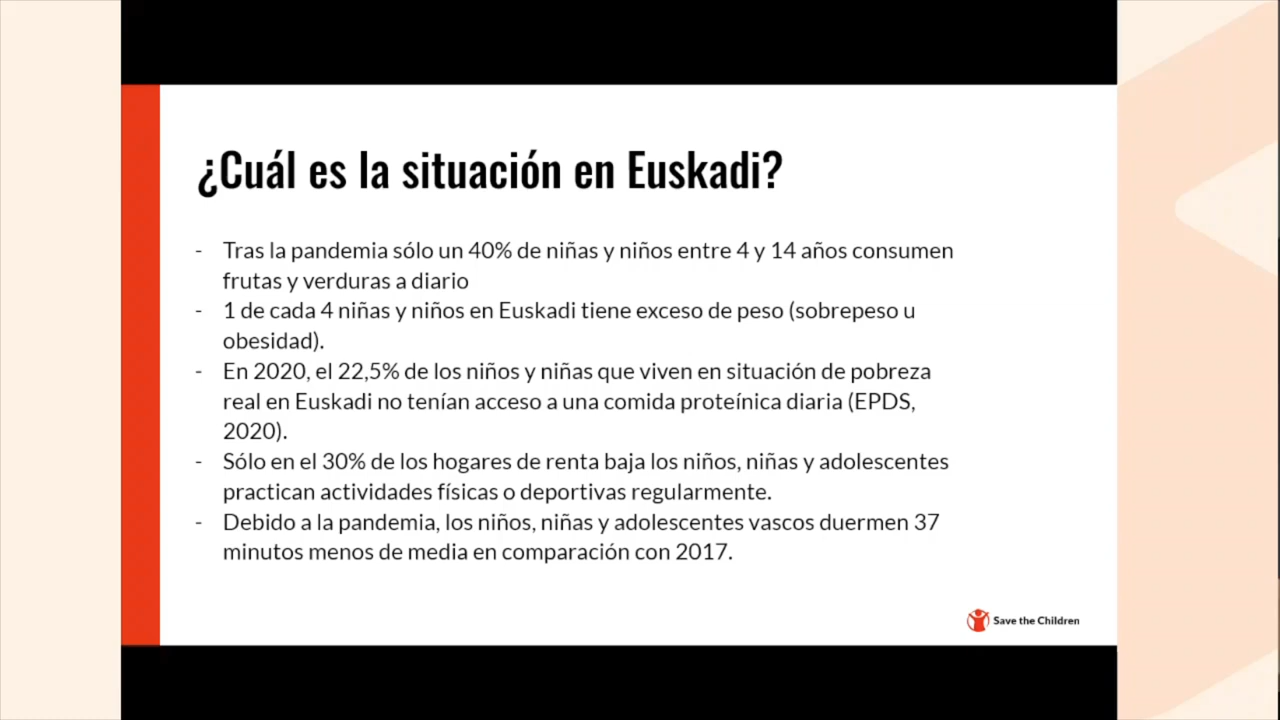 ¿Cuál es la situación en Euskadi?
- Tras la pandemia sólo un 40% de niñas y niños entre 4 y 14 años consumen
frutas y verduras a diario
- 1 de cada 4 niñas y niños en Euskadi tiene exceso de peso (sobrepeso u
obesidad).
- En 2020, el 22,5% de los niños y niñas que viven en situación de pobreza
real en Euskadi no tenían acceso a una comida proteínica diaria (EPDS,
2020).
- Sólo en el 30% de los hogares de renta baja los niños, niñas y adolescentes
practican actividades físicas o deportivas regularmente.
- Debido a la pandemia, los niños, niñas y adolescentes vascos duermen 37
minutos menos de media en comparación con 2017.
Save the Children